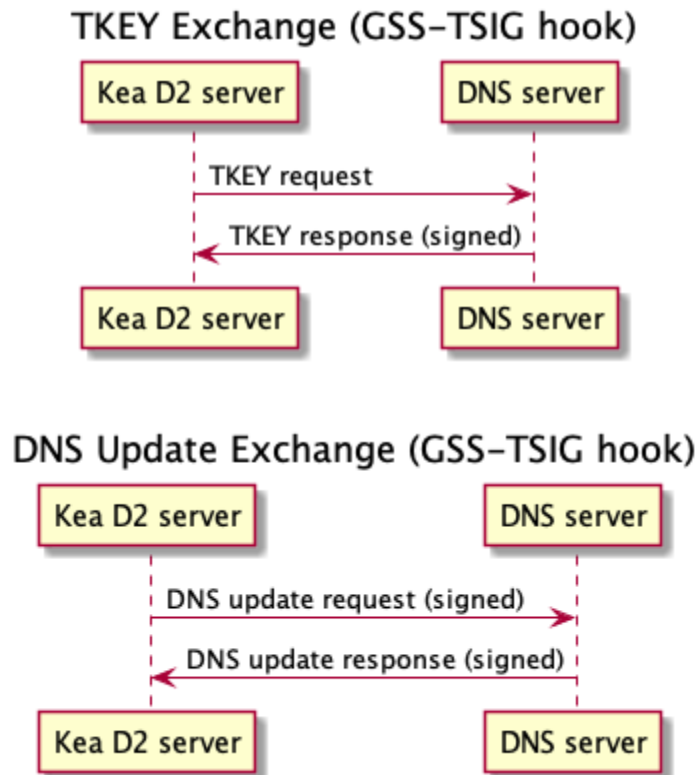 TKEY Exchange (GSS-TSIG hook)
Kea D2 server DNS server
TKEY request
TKEY response (signed)
Kea D2 server DNS server
DNS Update Exchange (GSS-TSIG hook)
Kea D2 server DNS server
DNS update request (signed)
DNS update response (signed)
Kea D2 server DNS server